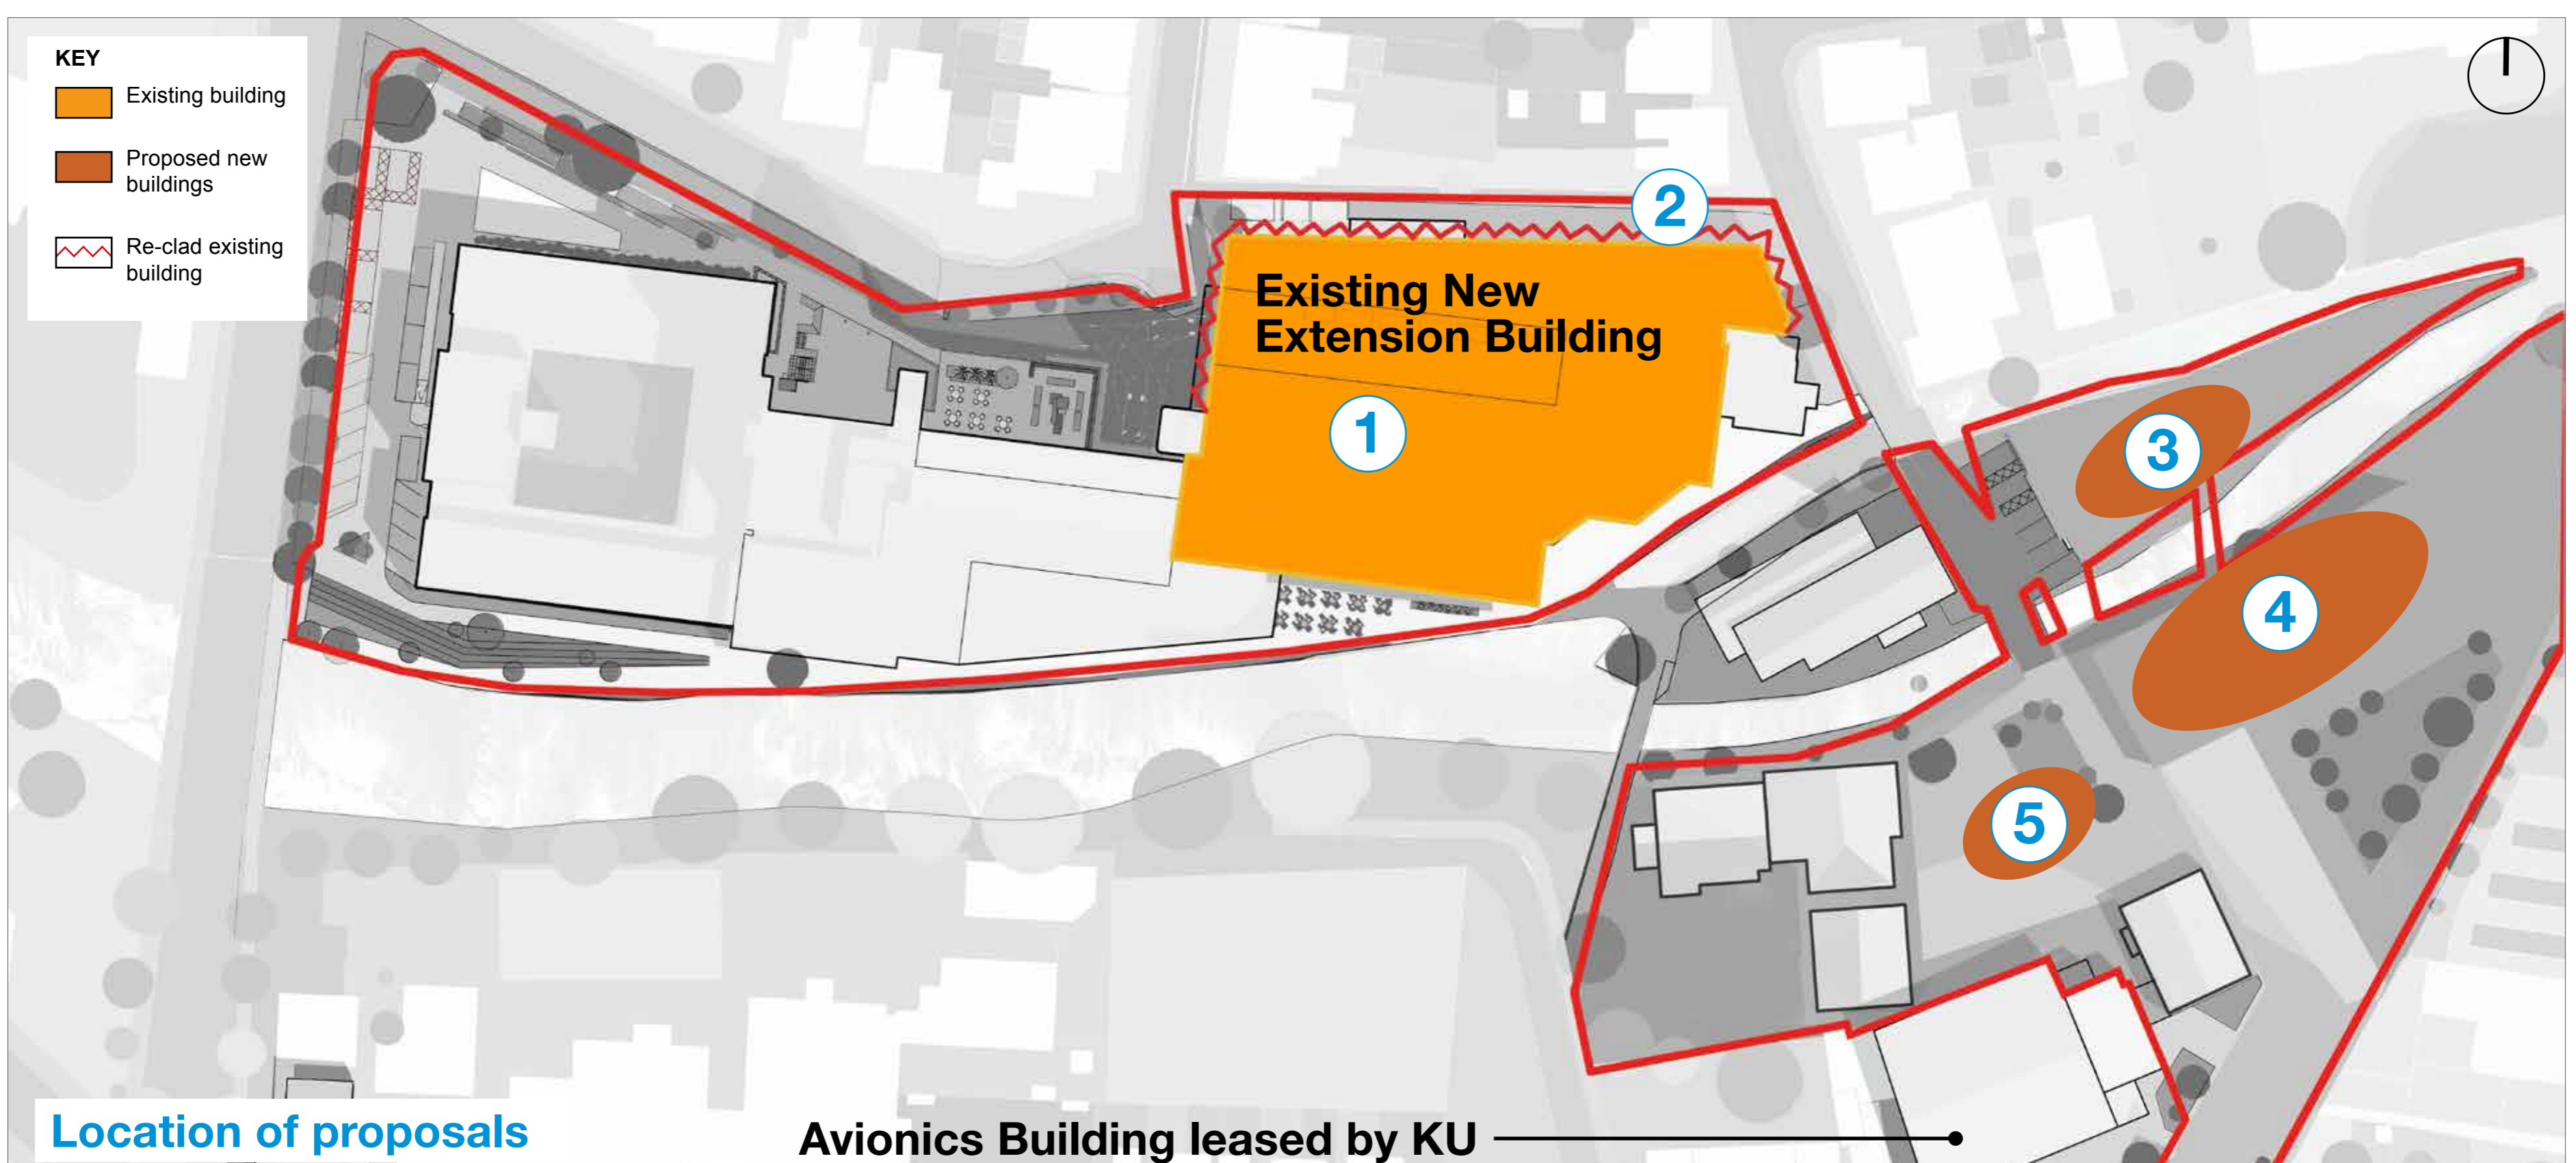 KEY
Existing building
Proposed new
buildings
Re-clad existing
building
2
Existing New
Extension Building
1
3
4
5
Location of proposals
Avionics Building leased by KU